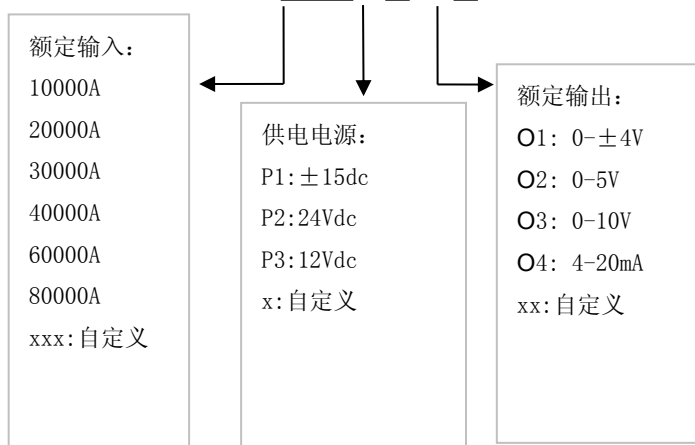 额定输入：
10000A
20000A
30000A
40000A
60000A
80000A
xxx:自定义
供电电源：
P1:±15dc
P2:24Vdc
P3:12Vdc
x:自定义
额定输出：
O1: 0-±4V
O2: 0-5V
O3: 0-10V
O4: 4-20mA
xx:自定义